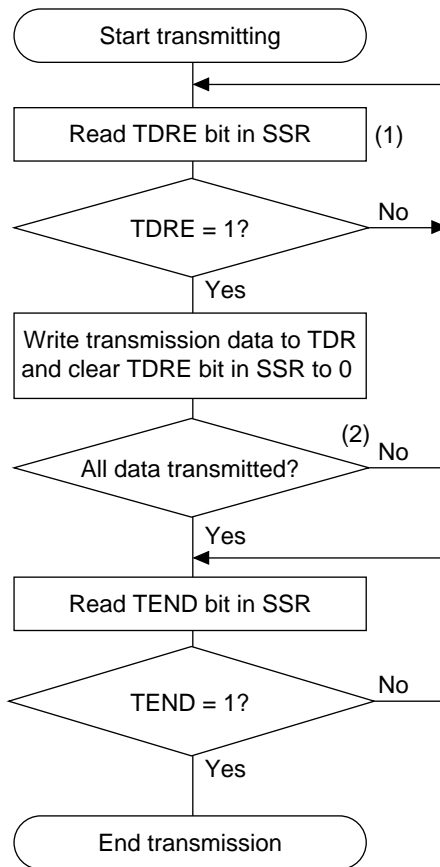 Start transmitting
Read TDRE bit in SSR
(1)
TDRE = 1?
No
Yes
Write transmission data to TDR
and clear TDRE bit in SSR to 0
(2)
All data transmitted?
No
Yes
Read TEND bit in SSR
TEND = 1?
No
Yes
End transmission